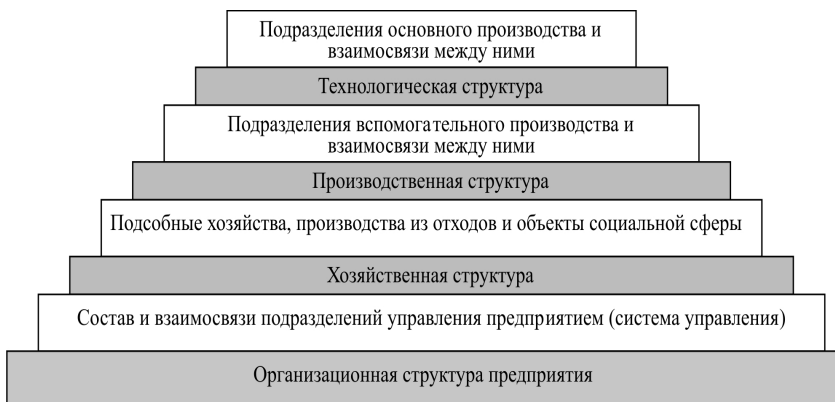 Подразделения основного производства и
взаимосвязи между ними
Технологическая структура
Подразделения вспомогательного производства и
взаимосвязи между ними
Производственная структура
Подсобные хозяйства, производства из отходов и объекты социальной сферы
Хозяйственная структура
Состав и взаимосвязи подразделений управления предприятием (система управления)
Организационная структура предприятия